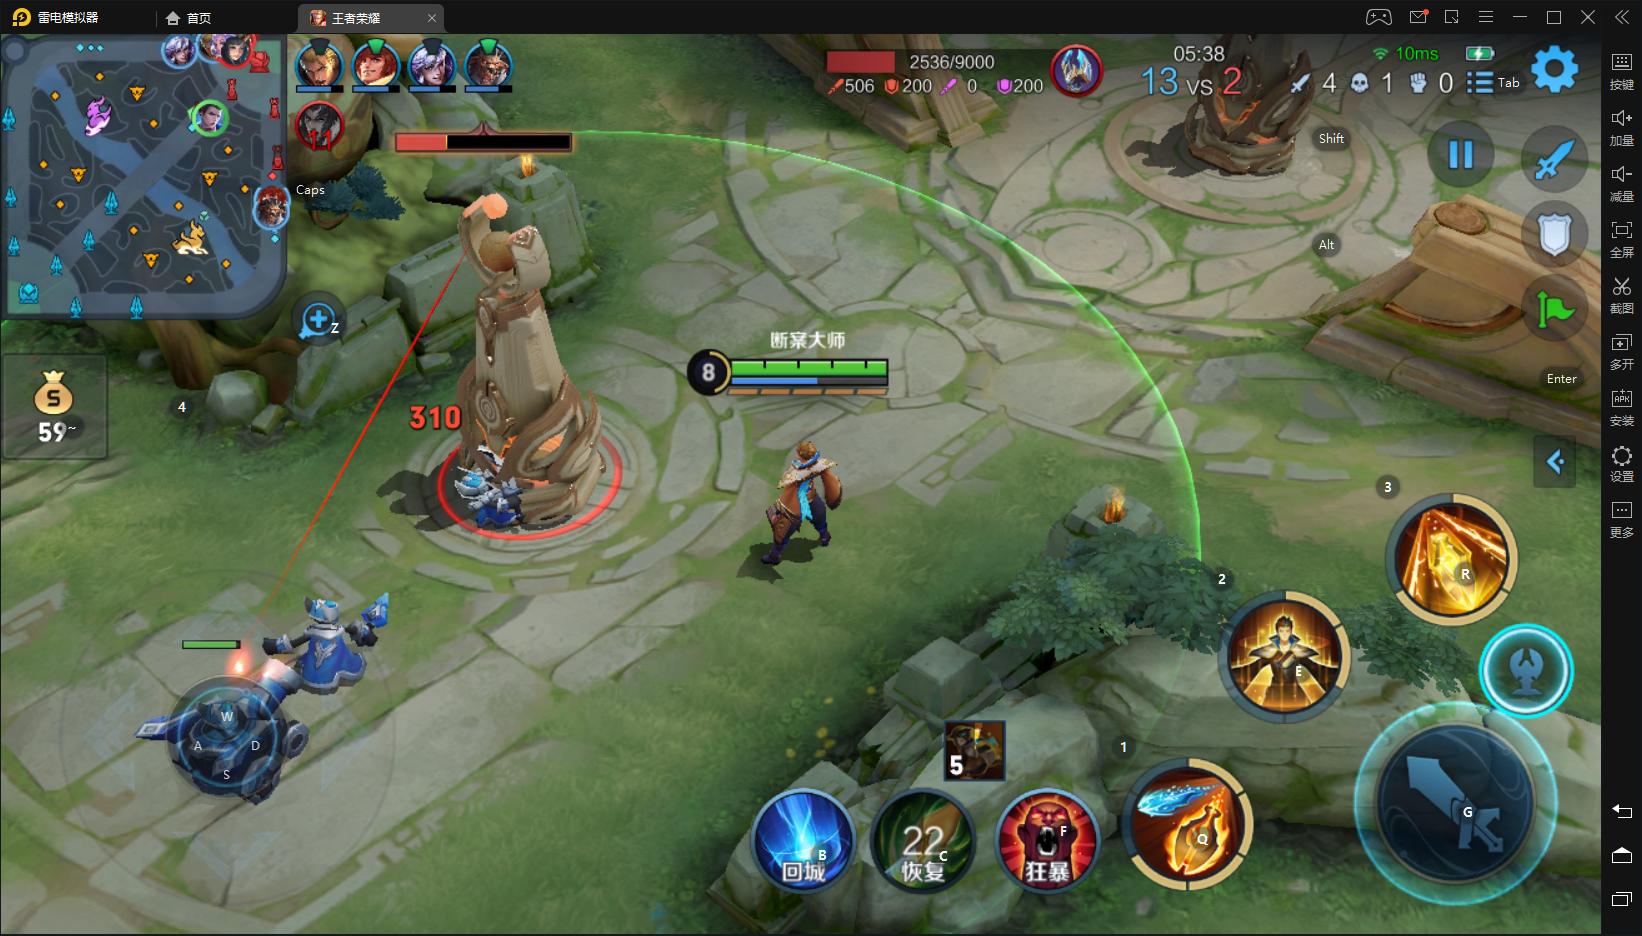 雷电模拟器
首页
王者荣耀
2536/9000
506 200 0 200
05:38
13 vs 2
10ms
4 1 0 Tab
11
Caps
Shift
Alt
Z
Enter
4
59~
310
断案大师
8
3
R
2
E
W
A D
S
5
1
Q
G
B
回城
22
C
恢复
F
狂暴
按键
加量
减量
全屏
截图
多开
APK
安装
设置
更多